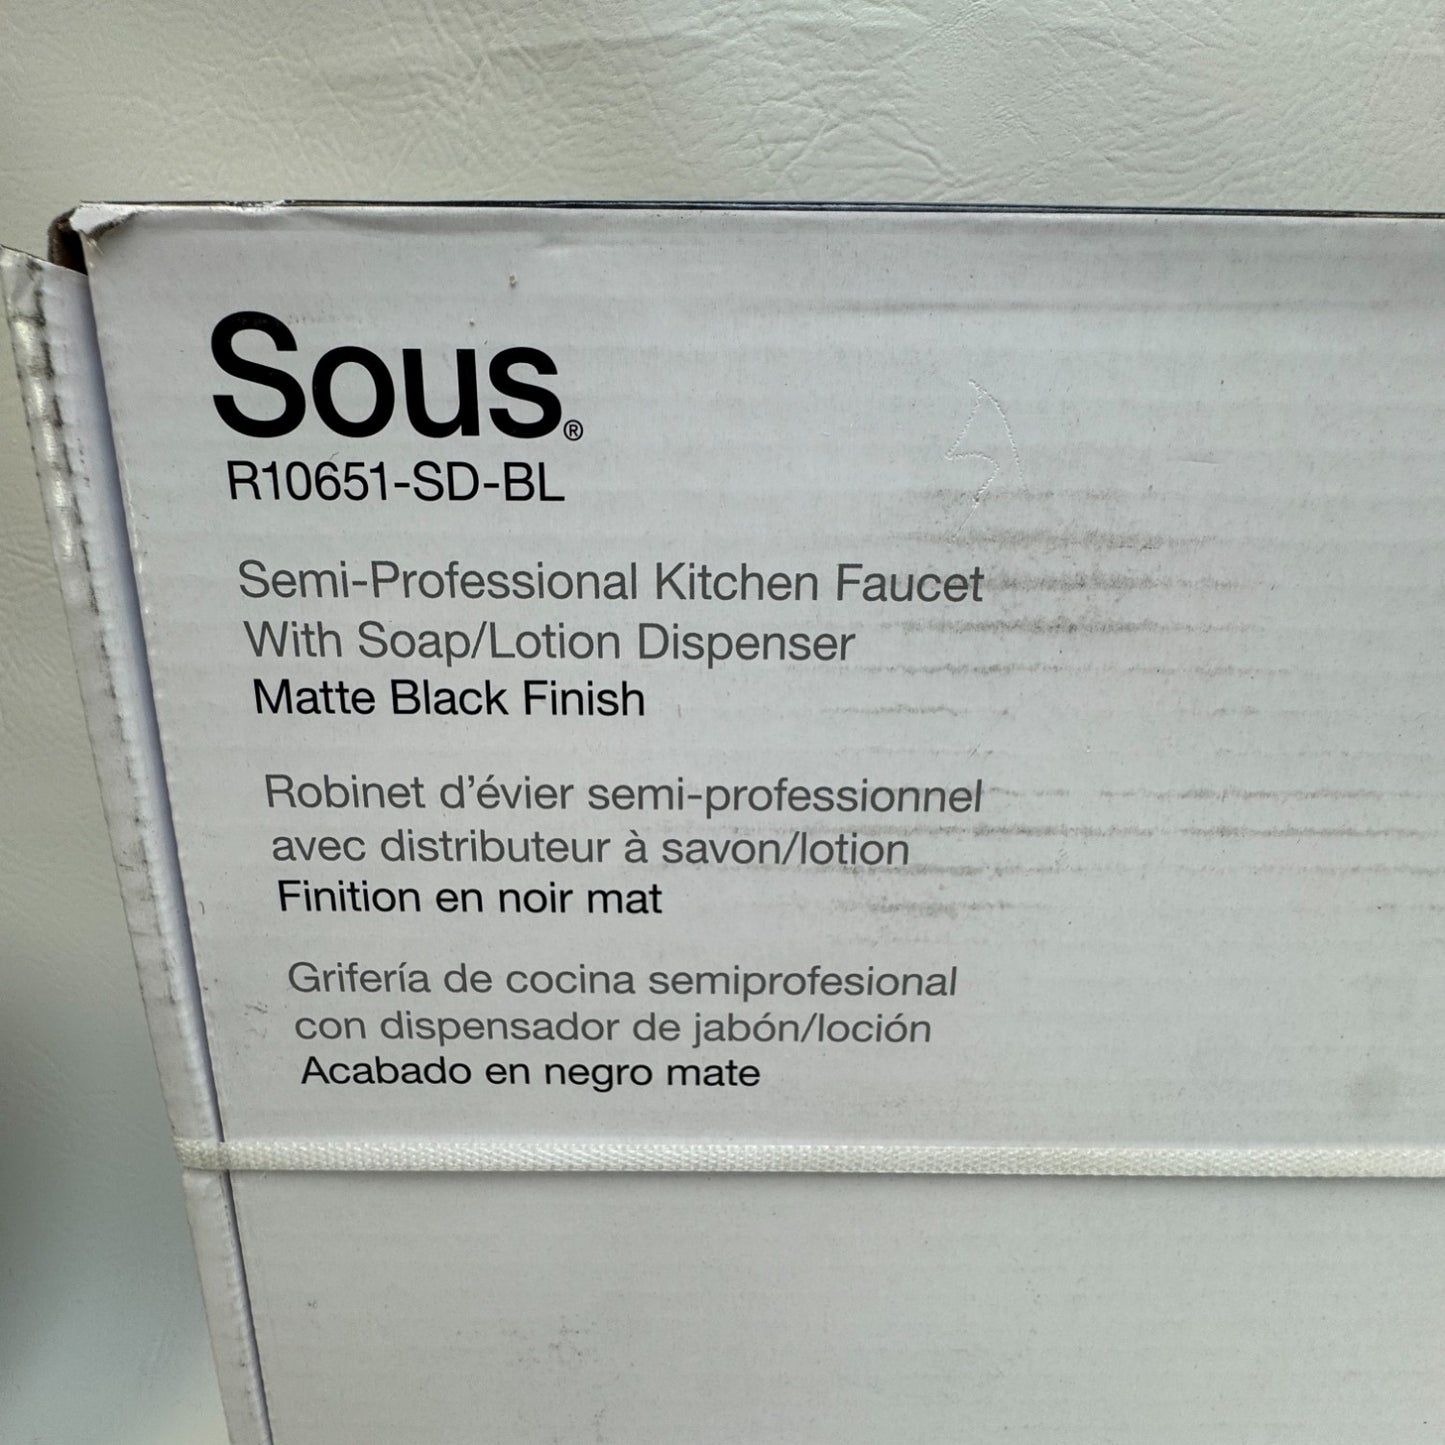 Sous®
R10651-SD-BL
Semi-Professional Kitchen Faucet
With Soap/Lotion Dispenser
Matte Black Finish
Robinet d'évier semi-professionnel
avec distributeur à savon/lotion
Finition en noir mat
Grifería de cocina semiprofesional
con dispensador de jabón/loción
Acabado en negro mate